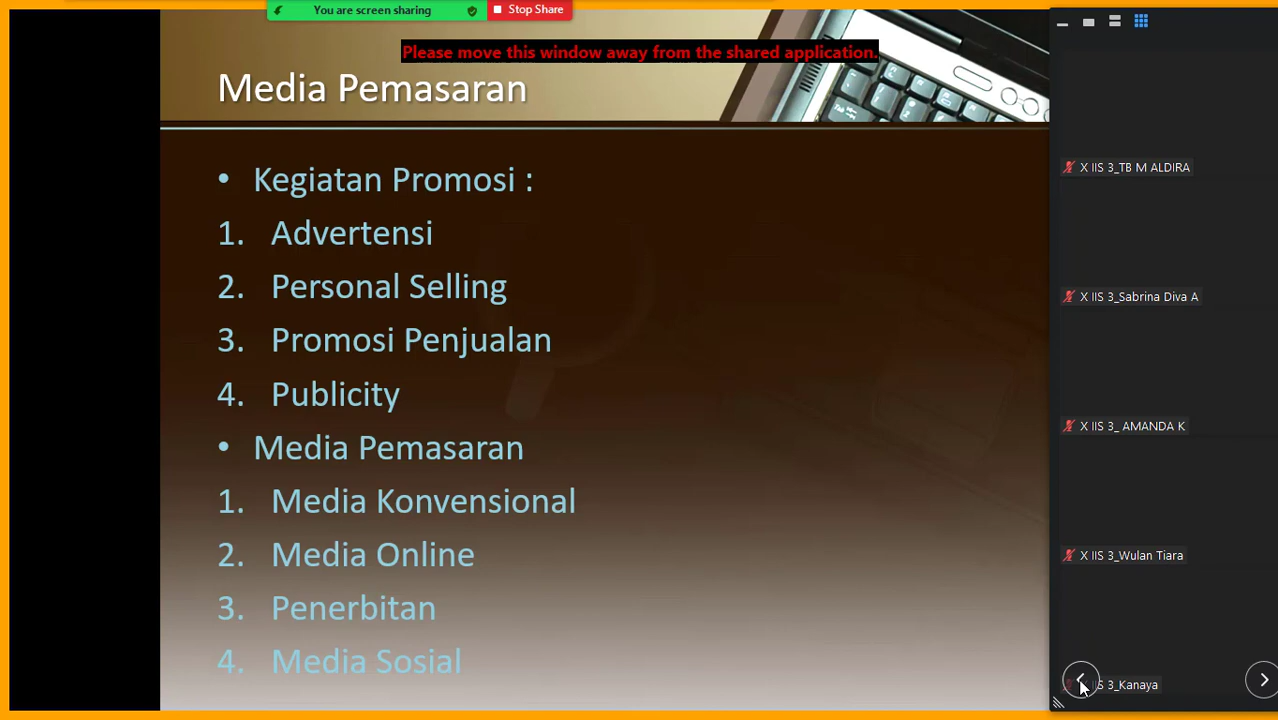 You are screen sharing
Stop Share
Please move this window away from the shared application.
Media Pemasaran
• Kegiatan Promosi :
1. Advertensi
2. Personal Selling
3. Promosi Penjualan
4. Publicity
• Media Pemasaran
1. Media Konvensional
2. Media Online
3. Penerbitan
4. Media Sosial
X IIS 3_TB M ALDIRA
X IIS 3_Sabrina Diva A
X IIS 3_ AMANDA K
X IIS 3_Wulan Tiara
IIS 3_Kanaya